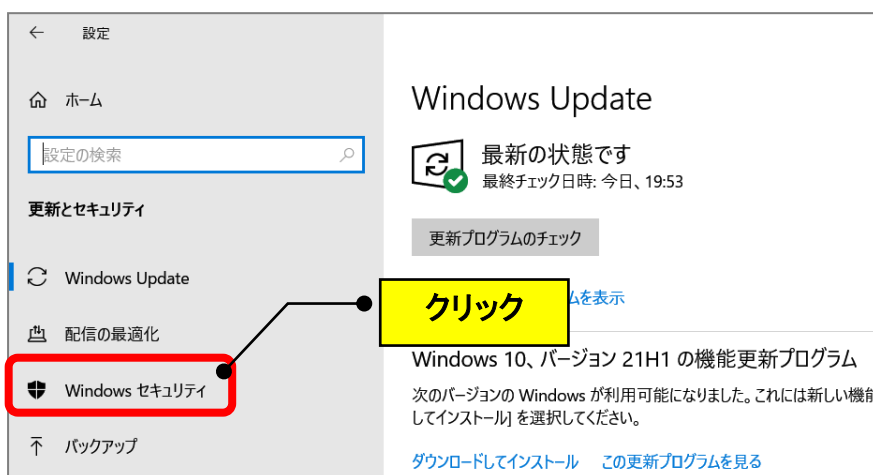 設定
ホーム
設定の検索
更新とセキュリティ
Windows Update
配信の最適化
Windows セキュリティ
バックアップ
Windows Update
最新の状態です
最終チェック日時: 今日、19:53
更新プログラムのチェック
クリック
ムを表示
Windows 10、バージョン 21H1 の機能更新プログラム
次のバージョンの Windows が利用可能になりました。これには新しい機能
してインストール] を選択してください。
ダウンロードしてインストール この更新プログラムを見る